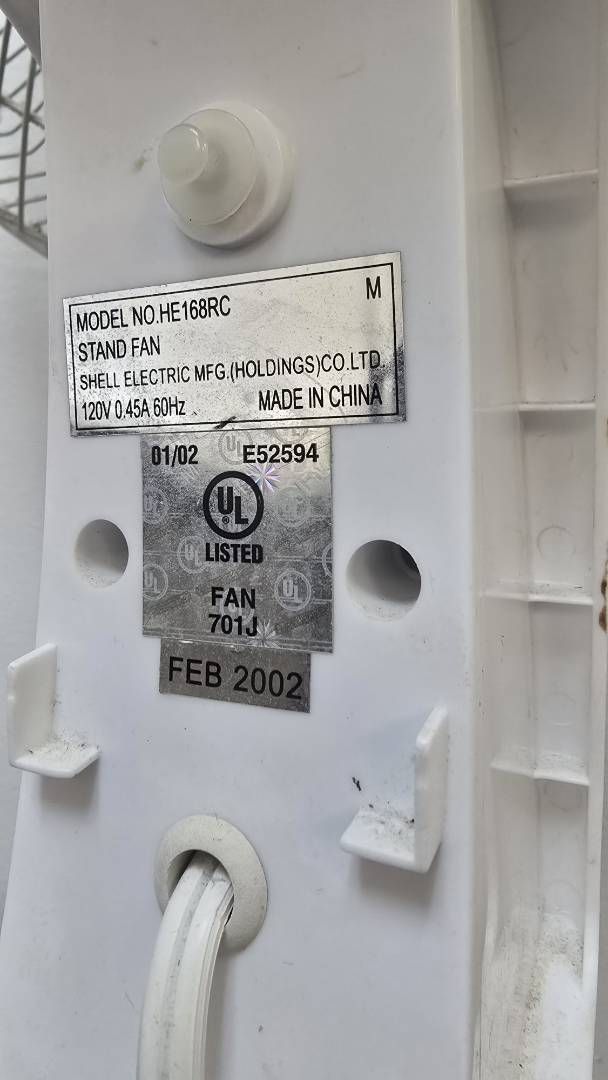 MODEL NO.HE168RC M
STAND FAN
SHELL ELECTRIC MFG.(HOLDINGS)CO.LTD.
120V 0.45A 60Hz MADE IN CHINA
01/02 E52594
UL
®
LISTED
FAN
701J
FEB 2002